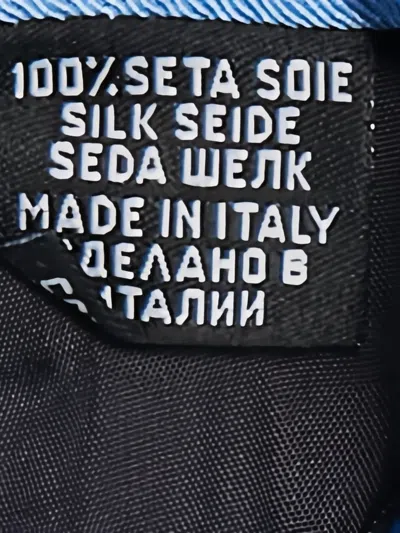 100% SETA SOIE
SILK SEIDE
SEDA ШЕЛК
MADE IN ITALY
ДЕЛАНО В
ТАЛИИ